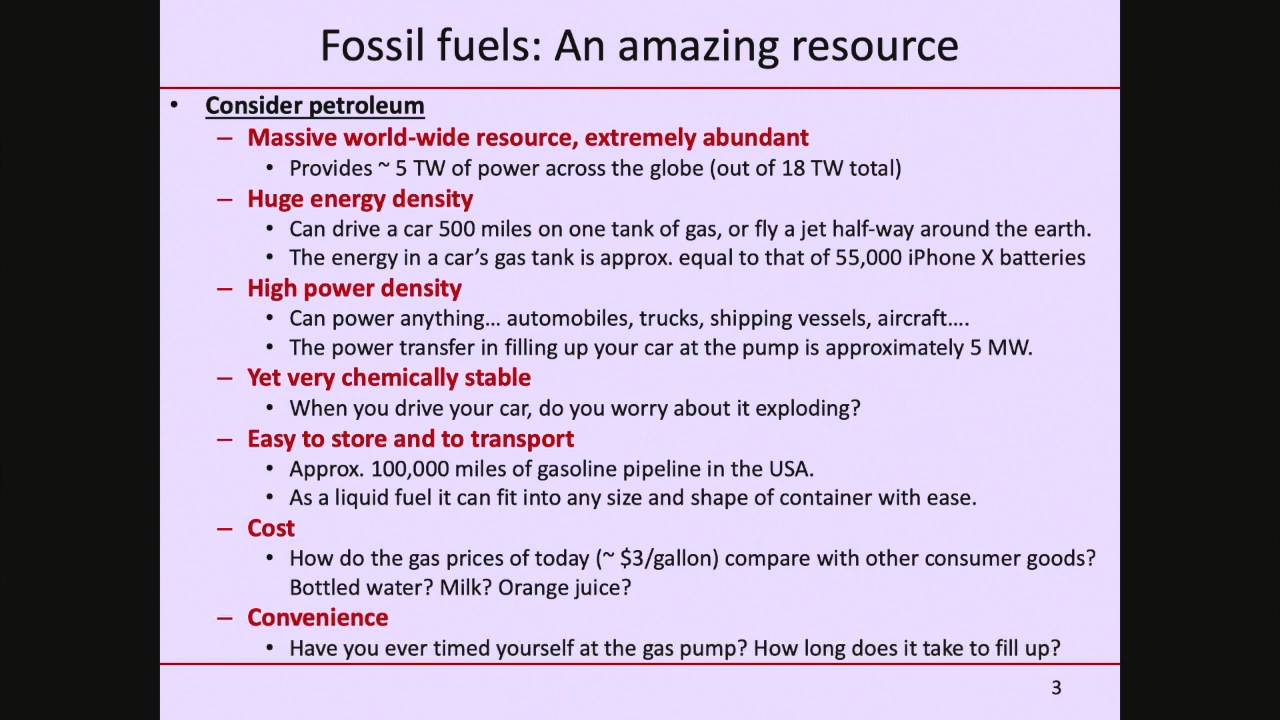 Fossil fuels: An amazing resource
• Consider petroleum
– Massive world-wide resource, extremely abundant
• Provides ~ 5 TW of power across the globe (out of 18 TW total)
– Huge energy density
• Can drive a car 500 miles on one tank of gas, or fly a jet half-way around the earth.
• The energy in a car’s gas tank is approx. equal to that of 55,000 iPhone X batteries
– High power density
• Can power anything… automobiles, trucks, shipping vessels, aircraft….
• The power transfer in filling up your car at the pump is approximately 5 MW.
– Yet very chemically stable
• When you drive your car, do you worry about it exploding?
– Easy to store and to transport
• Approx. 100,000 miles of gasoline pipeline in the USA.
• As a liquid fuel it can fit into any size and shape of container with ease.
– Cost
• How do the gas prices of today (~ $3/gallon) compare with other consumer goods?
Bottled water? Milk? Orange juice?
– Convenience
• Have you ever timed yourself at the gas pump? How long does it take to fill up?
3